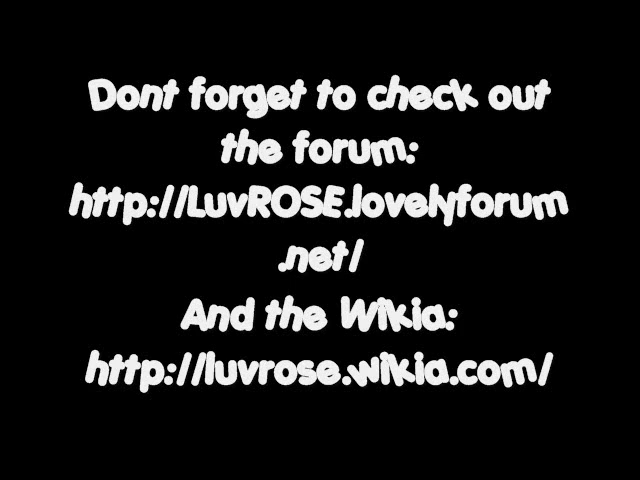 Dont forget to check out
the forum:
http://LuvROSE.lovelyforum
.net/
And the Wikia:
http://luvrose.wikia.com/